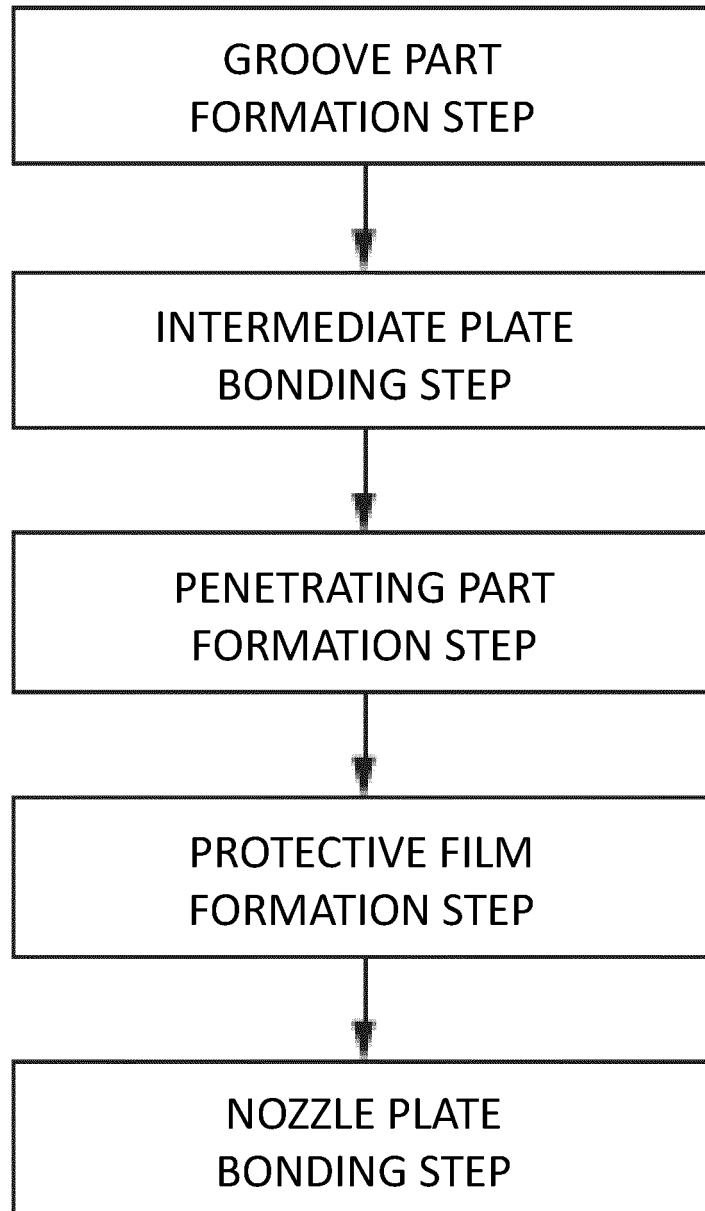 GROOVE PART
FORMATION STEP
INTERMEDIATE PLATE
BONDING STEP
PENETRATING PART
FORMATION STEP
PROTECTIVE FILM
FORMATION STEP
NOZZLE PLATE
BONDING STEP